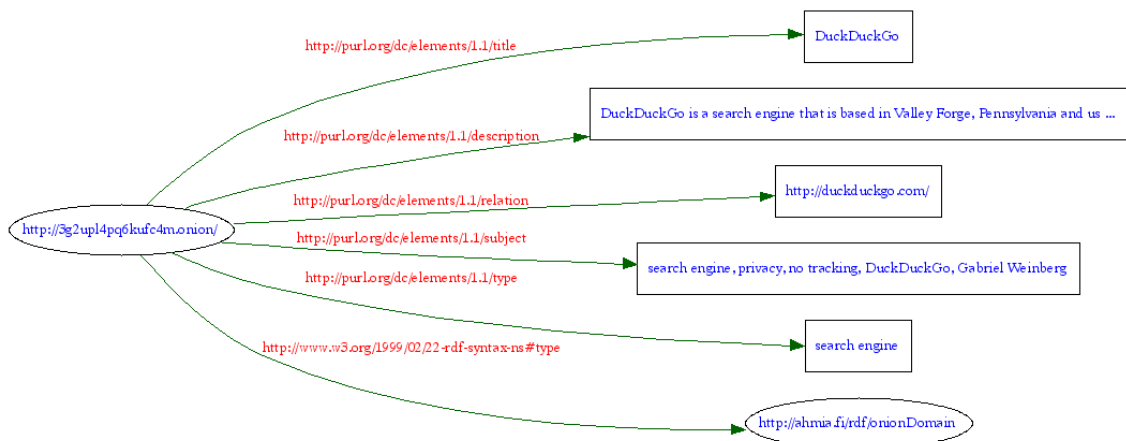 DuckDuckGo
http://purl.org/dc/elements/1.1/title
DuckDuckGo is a search engine that is based in Valley Forge, Pennsylvania and us ...
http://purl.org/dc/elements/1.1/description
http://duckduckgo.com/
http://purl.org/dc/elements/1.1/relation
http://3g2upl4pq6kufc4m.onion/
http://purl.org/dc/elements/1.1/subject
search engine, privacy, no tracking, DuckDuckGo, Gabriel Weinberg
http://purl.org/dc/elements/1.1/type
search engine
http://www.w3.org/1999/02/22-rdf-syntax-ns#type
http://ahmia.fi/rdf/onionDomain